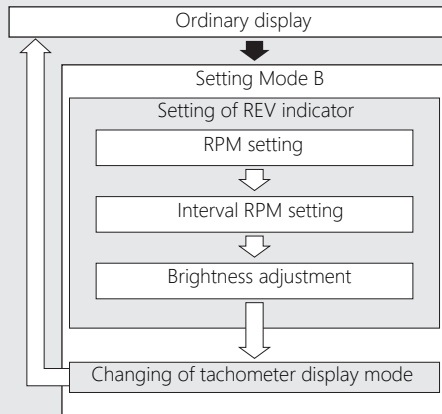 Ordinary display
Setting Mode B
Setting of REV indicator
RPM setting
Interval RPM setting
Brightness adjustment
Changing of tachometer display mode